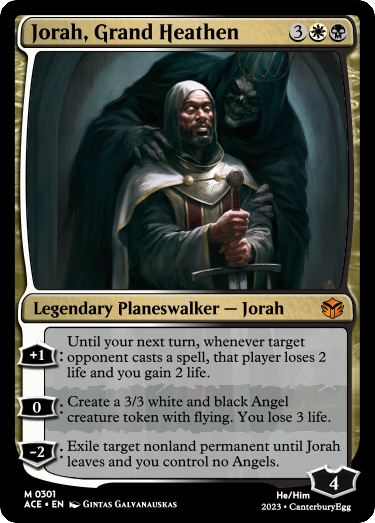 Jorah, Grand Heathen 3
Legendary Planeswalker — Jorah
+1: Until your next turn, whenever target
opponent casts a spell, that player loses 2
life and you gain 2 life.
0: Create a 3/3 white and black Angel
creature token with flying. You lose 3 life.
-2: Exile target nonland permanent until Jorah
leaves and you control no Angels.
4
M 0301
He/Him
ACE • EN Gintas Galvanauskas
2023 • CanterburyEgg